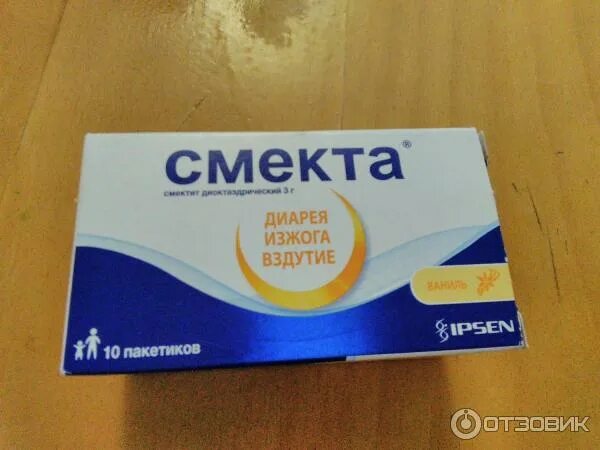 смекта®
смектит диоктаэдрический 3 г
ДИАРЕЯ
ИЗЖОГА
ВЗДУТИЕ
ВАНИЛЬ
IPSEN
10 пакетиков
ОТЗОВИК